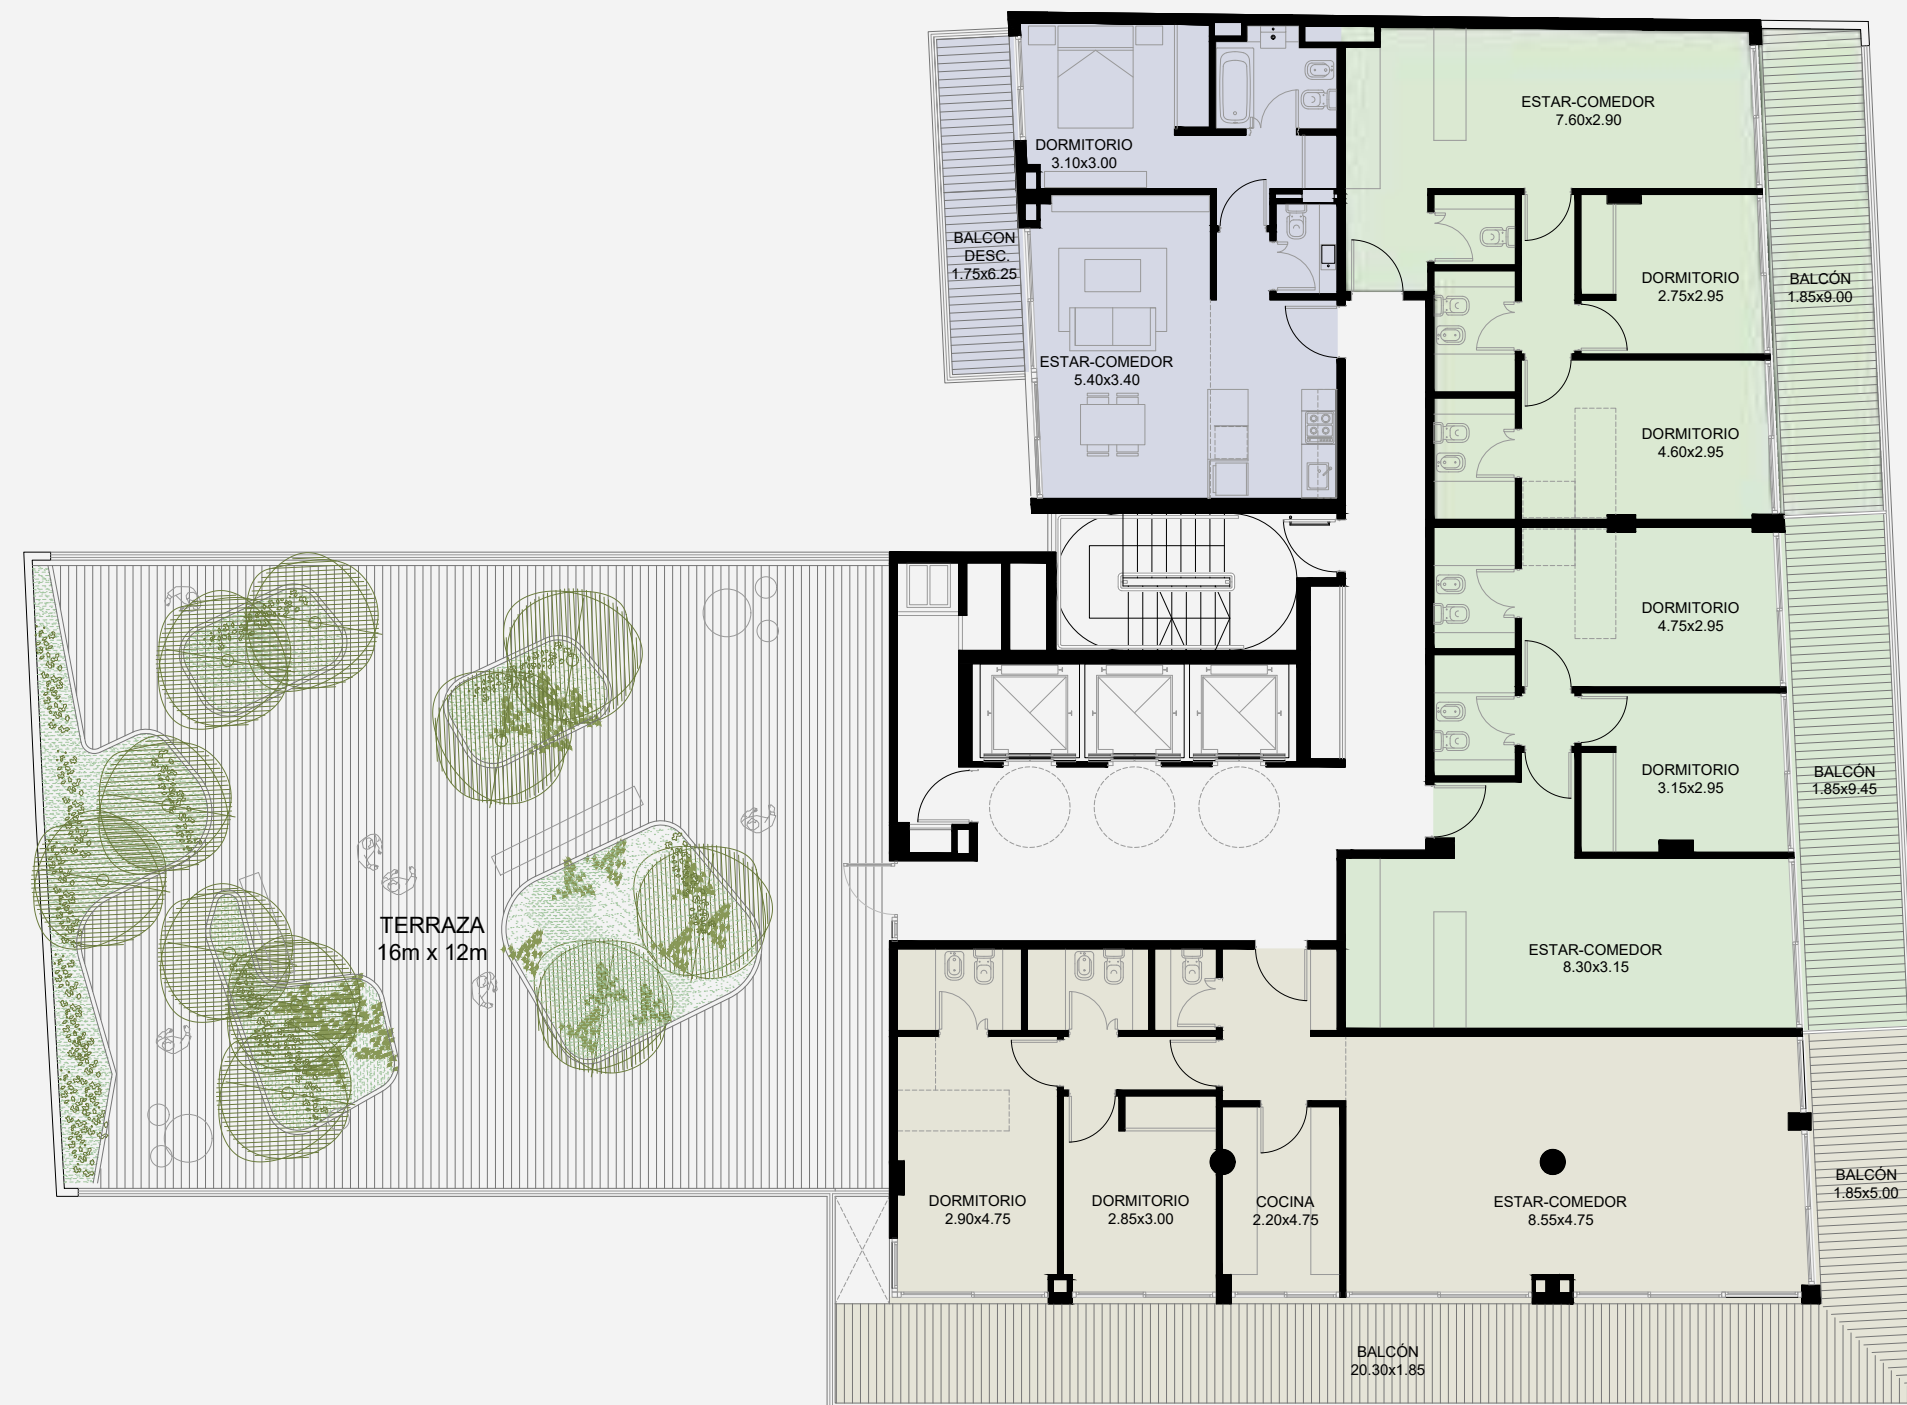 ESTAR-COMEDOR
7.60x2.90
DORMITORIO
3.10x3.00
BALCON
DESC.
1.75x6.25
DORMITORIO
2.75x2.95
BALCÓN
1.85x9.00
ESTAR-COMEDOR
5.40x3.40
DORMITORIO
4.60x2.95
DORMITORIO
4.75x2.95
DORMITORIO
3.15x2.95
BALCÓN
1.85x9.45
TERRAZA
16m x 12m
ESTAR-COMEDOR
8.30x3.15
DORMITORIO
2.90x4.75
DORMITORIO
2.85x3.00
COCINA
2.20x4.75
ESTAR-COMEDOR
8.55x4.75
BALCÓN
1.85x5.00
BALCÓN
20.30x1.85